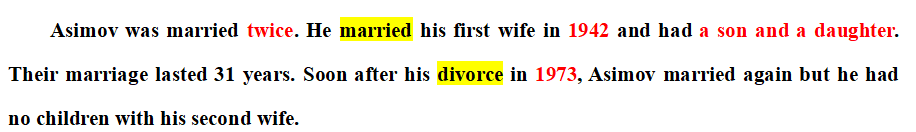 Asimov was married twice. He married his first wife in 1942 and had a son and a daughter.
Their marriage lasted 31 years. Soon after his divorce in 1973, Asimov married again but he had
no children with his second wife.